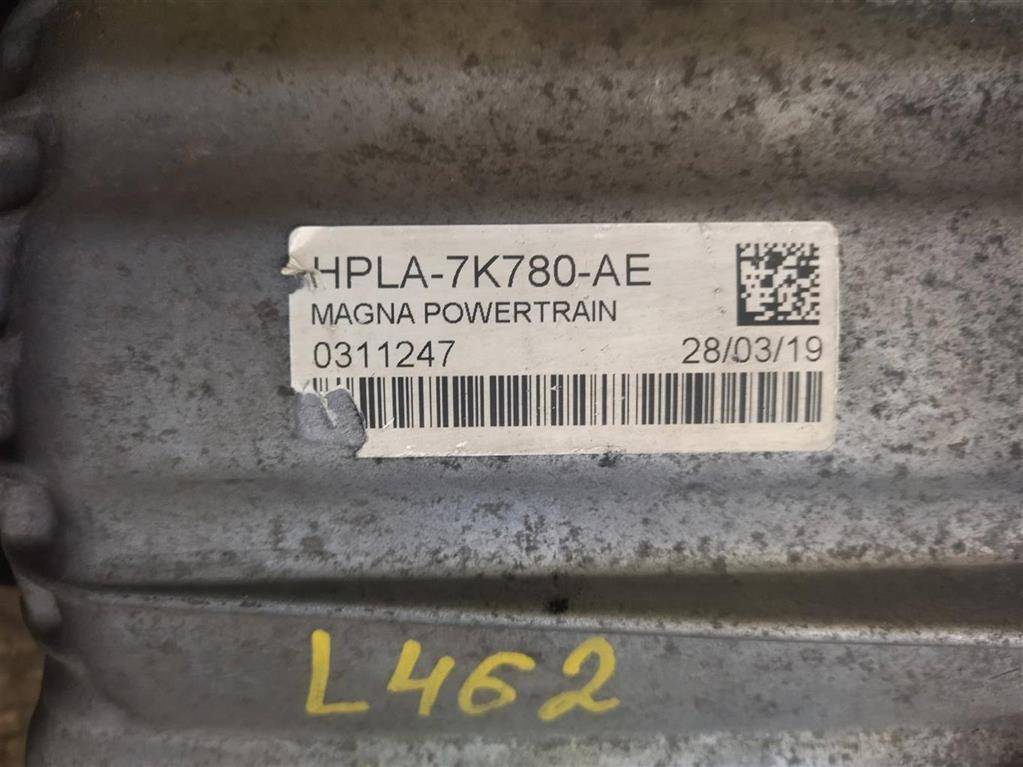 HPLA-7K780-AE
MAGNA POWERTRAIN
0311247 28/03/19
L462